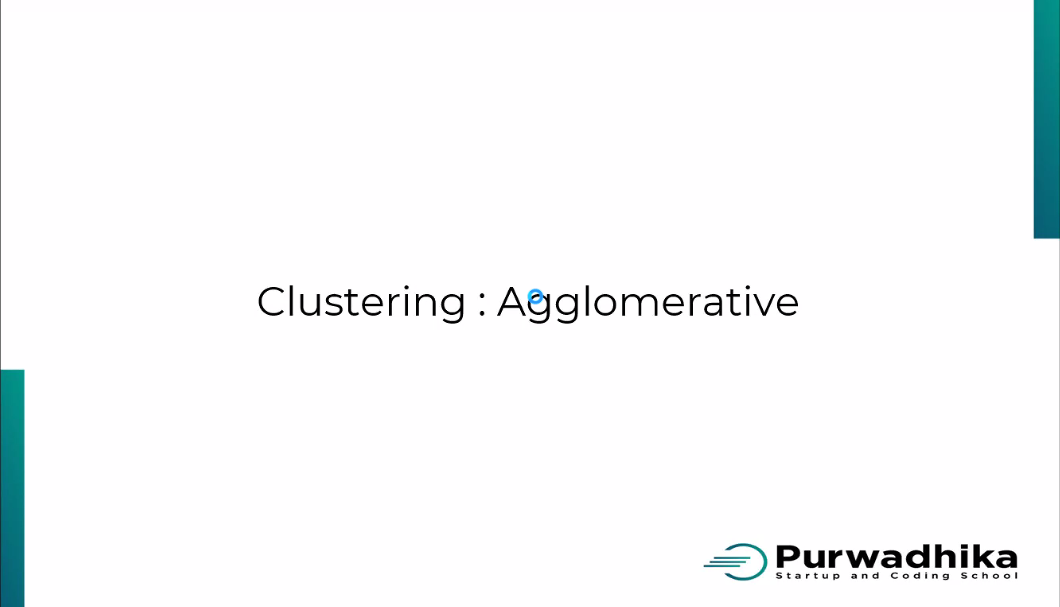 Clustering : Agglomerative
Purwadhika
Startup and Coding School